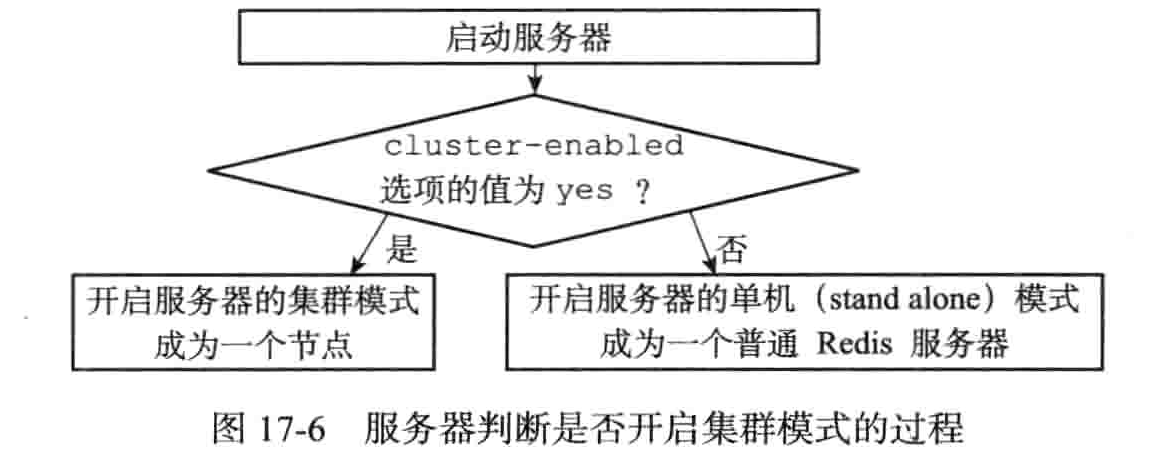 启动服务器
cluster-enabled
选项的值为 yes ？
是
否
开启服务器的集群模式
成为一个节点
开启服务器的单机（stand alone）模式
成为一个普通 Redis 服务器
图 17-6 服务器判断是否开启集群模式的过程